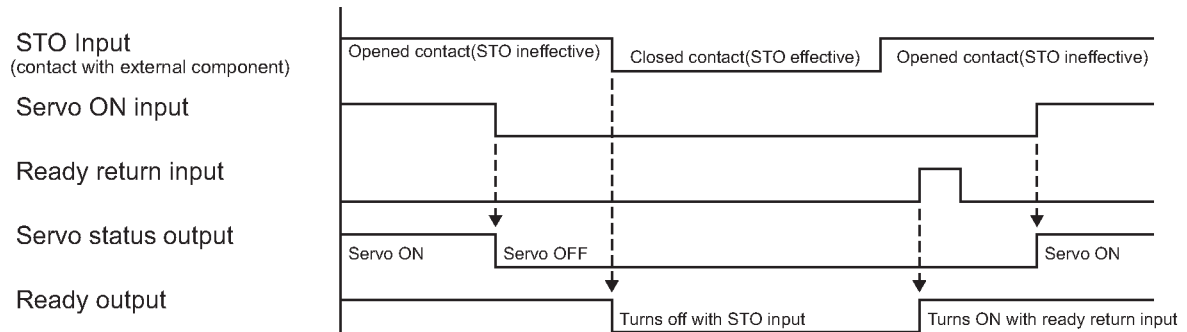 STO Input
(contact with external component)
Opened contact(STO ineffective)
Closed contact(STO effective)
Opened contact(STO ineffective)
Servo ON input
Ready return input
Servo status output
Servo ON
Servo OFF
Servo ON
Ready output
Turns off with STO input
Turns ON with ready return input